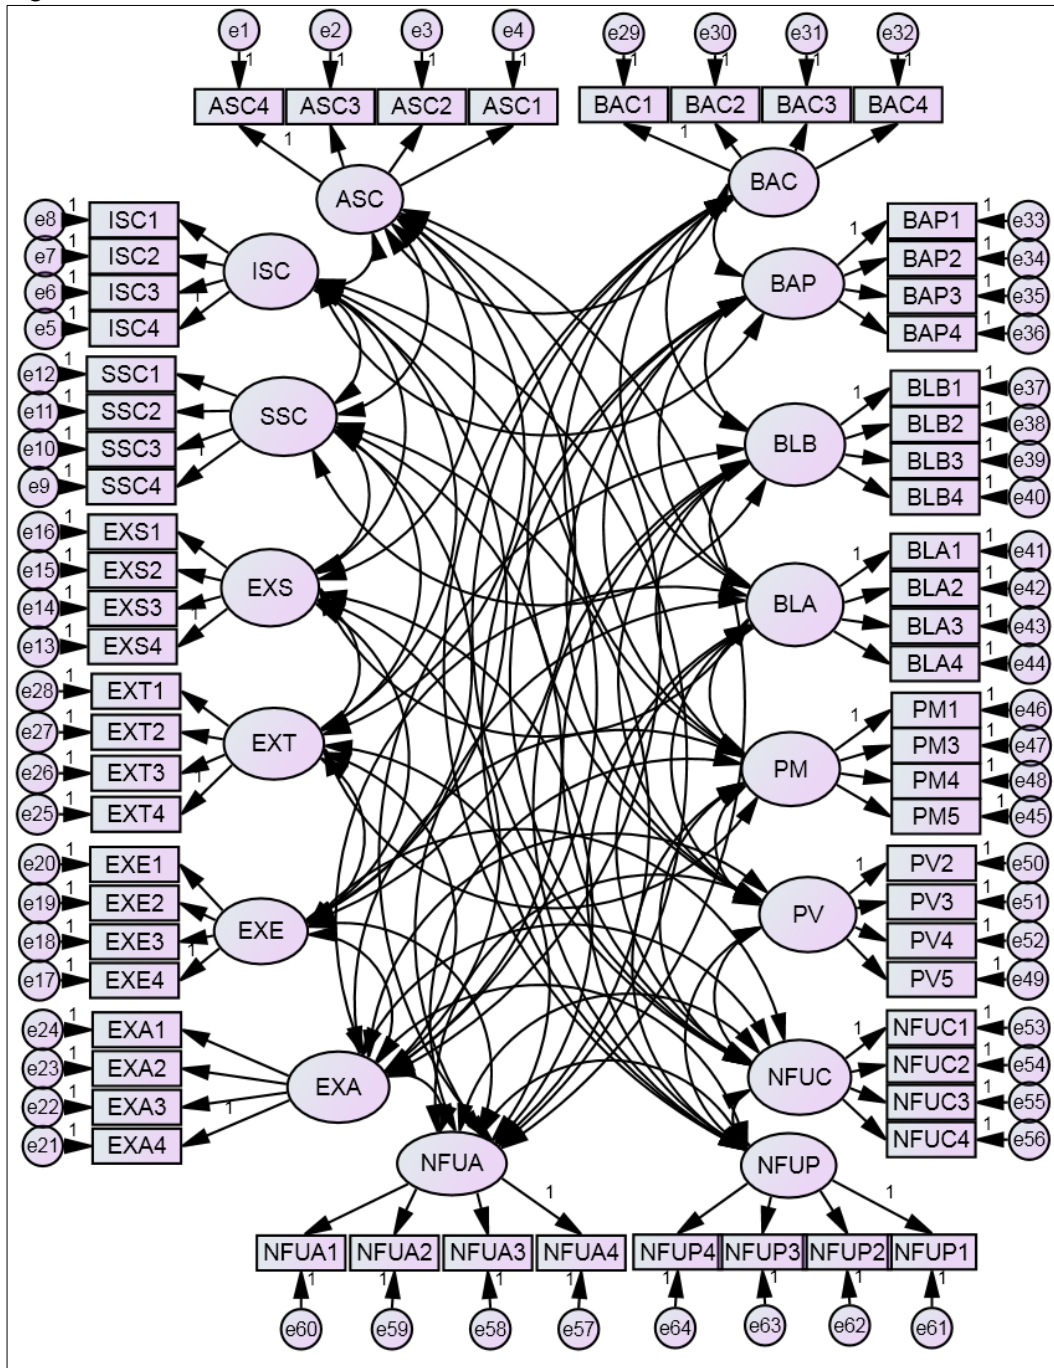 e1 e2 e3 e4 e29 e30 e31 e32
1 1 1 1 1 1 1 1
ASC4 ASC3 ASC2 ASC1 BAC1 BAC2 BAC3 BAC4
1 1
ASC BAC
e8 1 ISC1
e7 1 ISC2
e6 1 ISC3
e5 1 ISC4
1
ISC
e12 1 SSC1
e11 1 SSC2
e10 1 SSC3
e9 1 SSC4
1
SSC
e16 1 EXS1
e15 1 EXS2
e14 1 EXS3
e13 1 EXS4
1
EXS
e28 1 EXT1
e27 1 EXT2
e26 1 EXT3
e25 1 EXT4
1
EXT
e20 1 EXE1
e19 1 EXE2
e18 1 EXE3
e17 1 EXE4
1
EXE
e24 1 EXA1
e23 1 EXA2
e22 1 EXA3
e21 1 EXA4
1
EXA
BAP
1
BAP1 1 e33
BAP2 1 e34
BAP3 1 e35
BAP4 1 e36
BLB
1
BLB1 1 e37
BLB2 1 e38
BLB3 1 e39
BLB4 1 e40
BLA
1
BLA1 1 e41
BLA2 1 e42
BLA3 1 e43
BLA4 1 e44
PM
1
PM1 1 e46
PM3 1 e47
PM4 1 e48
PM5 1 e45
PV
1
PV2 1 e50
PV3 1 e51
PV4 1 e52
PV5 1 e49
NFUC
1
NFUC1 1 e53
NFUC2 1 e54
NFUC3 1 e55
NFUC4 1 e56
NFUA NFUP
1 1
NFUA1 NFUA2 NFUA3 NFUA4 NFUP4 NFUP3 NFUP2 NFUP1
1 1 1 1 1 1 1 1
e60 e59 e58 e57 e64 e63 e62 e61